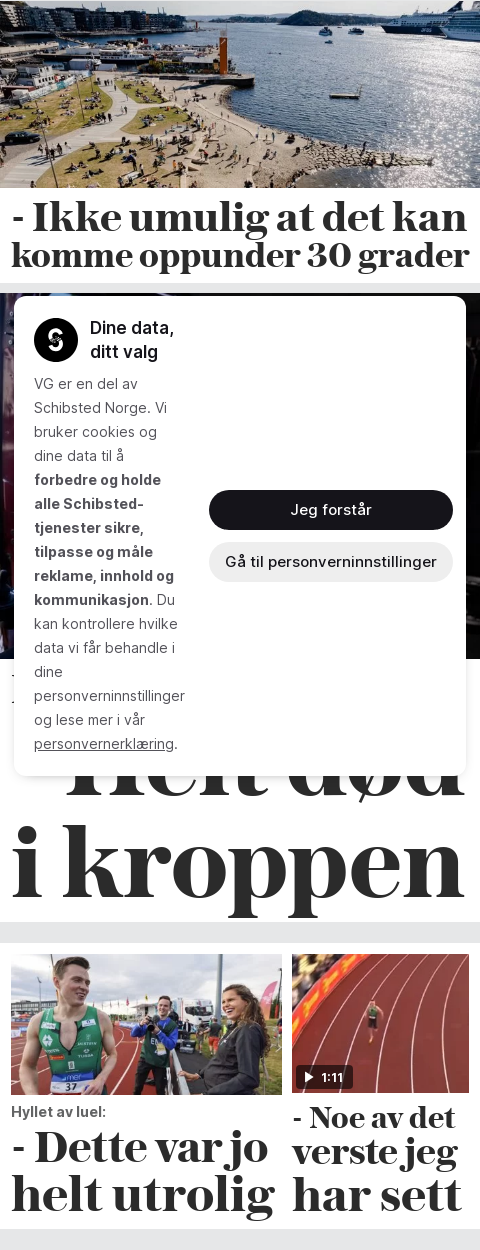 - Ikke umulig at det kan
komme oppunder 30 grader
Dine data,
ditt valg
VG er en del av
Schibsted Norge. Vi
bruker cookies og
dine data til å
forbedre og holde
alle Schibsted-
tjenester sikre,
tilpasse og måle
reklame, innhold og
kommunikasjon. Du
kan kontrollere hvilke
data vi får behandle i
dine
personverninnstillinger
og lese mer i vår
personvernerklæring.
Jeg forstår
Gå til personverninnstillinger
Helt død
i kroppen
37
1:11
Hyllet av luel:
- Dette var jo
helt utrolig
- Noe av det
verste jeg
har sett